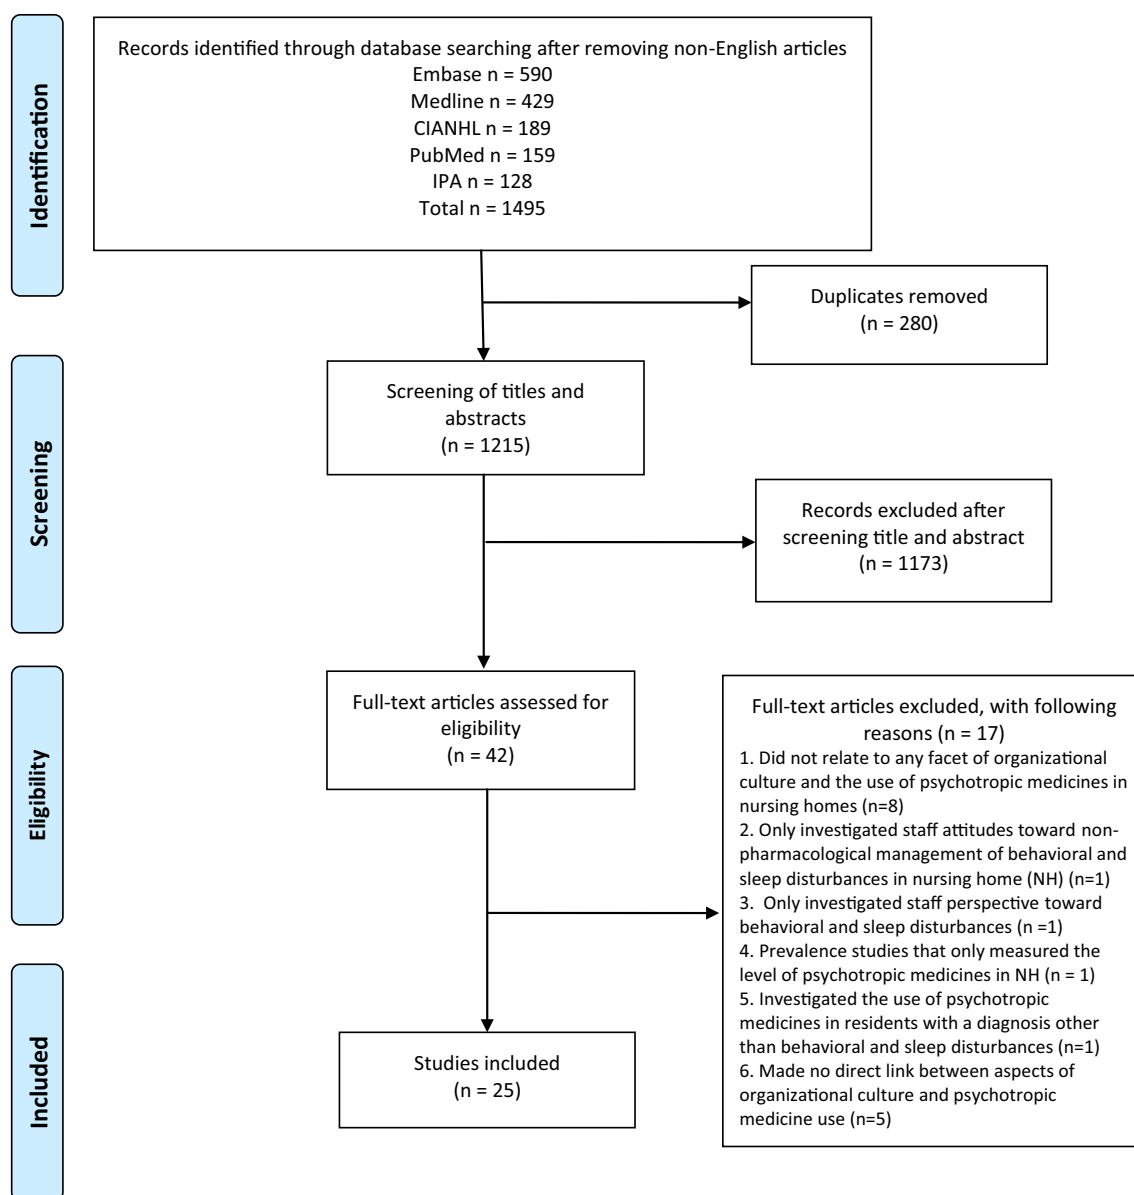 Identification
Records identified through database searching after removing non-English articles
Embase n = 590
Medline n = 429
CIANHL n = 189
PubMed n = 159
IPA n = 128
Total n = 1495
Duplicates removed
(n = 280)
Screening
Screening of titles and
abstracts
(n = 1215)
Records excluded after
screening title and abstract
(n = 1173)
Eligibility
Full-text articles assessed for
eligibility
(n = 42)
Full-text articles excluded, with following
reasons (n = 17)
1. Did not relate to any facet of organizational
culture and the use of psychotropic medicines in
nursing homes (n=8)
2. Only investigated staff attitudes toward non-
pharmacological management of behavioral and
sleep disturbances in nursing home (NH) (n=1)
3. Only investigated staff perspective toward
behavioral and sleep disturbances (n =1)
4. Prevalence studies that only measured the
level of psychotropic medicines in NH (n = 1)
5. Investigated the use of psychotropic
medicines in residents with a diagnosis other
than behavioral and sleep disturbances (n=1)
6. Made no direct link between aspects of
organizational culture and psychotropic
medicine use (n=5)
Included
Studies included
(n = 25)